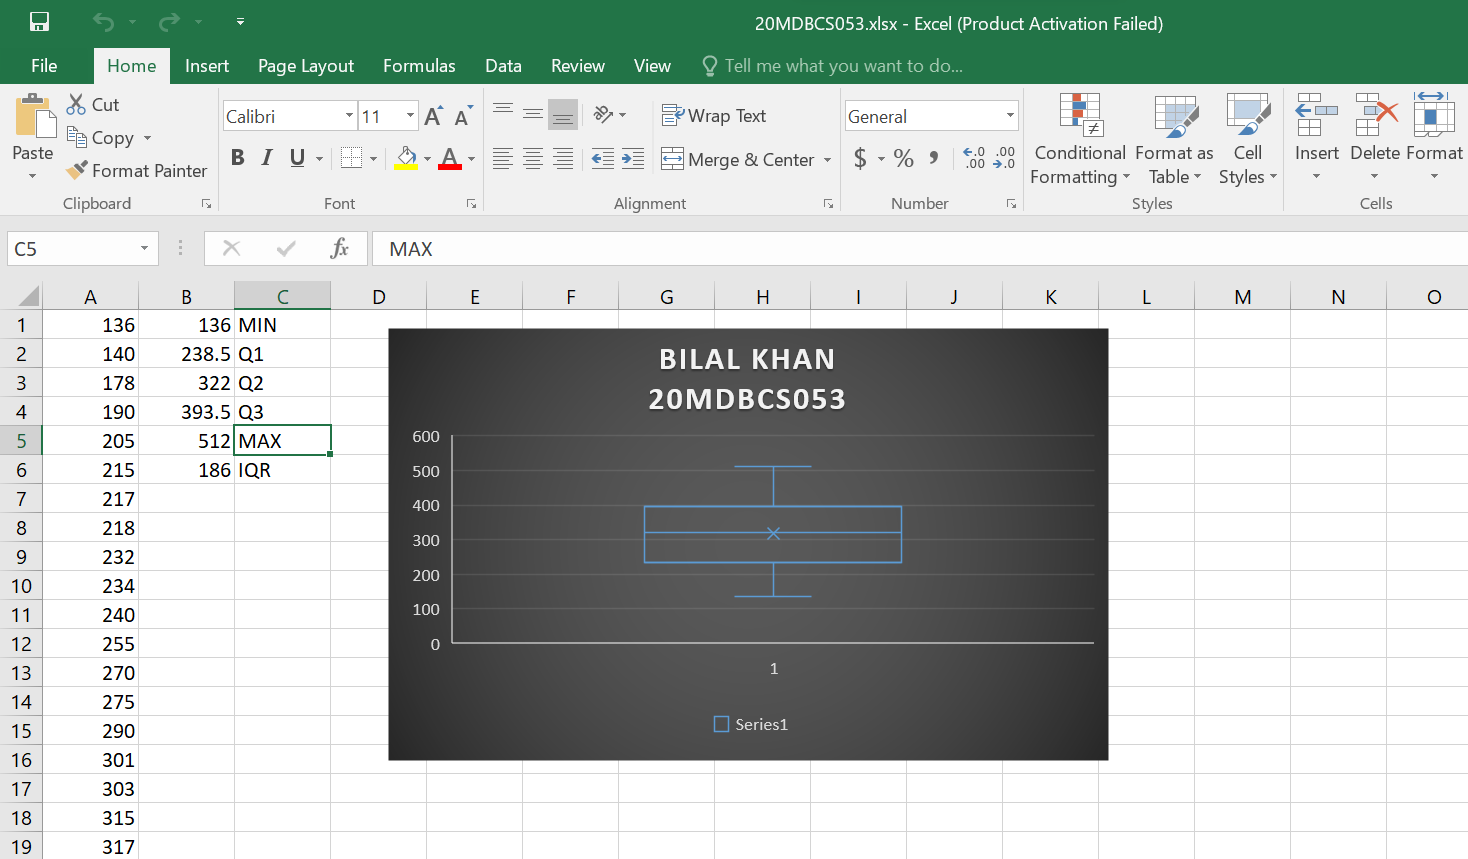 20MDBCS053.xlsx - Excel (Product Activation Failed)
File Home Insert Page Layout Formulas Data Review View Tell me what you want to do...
Paste
Cut
Copy
Format Painter
Clipboard
Calibri 11 A A
B I U A
Font
Wrap Text
Merge & Center
Alignment
General
$ % , .0 .00 .00 .0
Number
Conditional Formatting
Format as Table
Cell Styles
Styles
Insert Delete Format
Cells
C5 fx MAX
A B C D E F G H I J K L M N O
1 136 136 MIN
2 140 238.5 Q1
3 178 322 Q2
4 190 393.5 Q3
5 205 512 MAX
6 215 186 IQR
7 217
8 218
9 232
10 234
11 240
12 255
13 270
14 275
15 290
16 301
17 303
18 315
19 317
BILAL KHAN
20MDBCS053
600
500
400
300
200
100
0
1
Series1